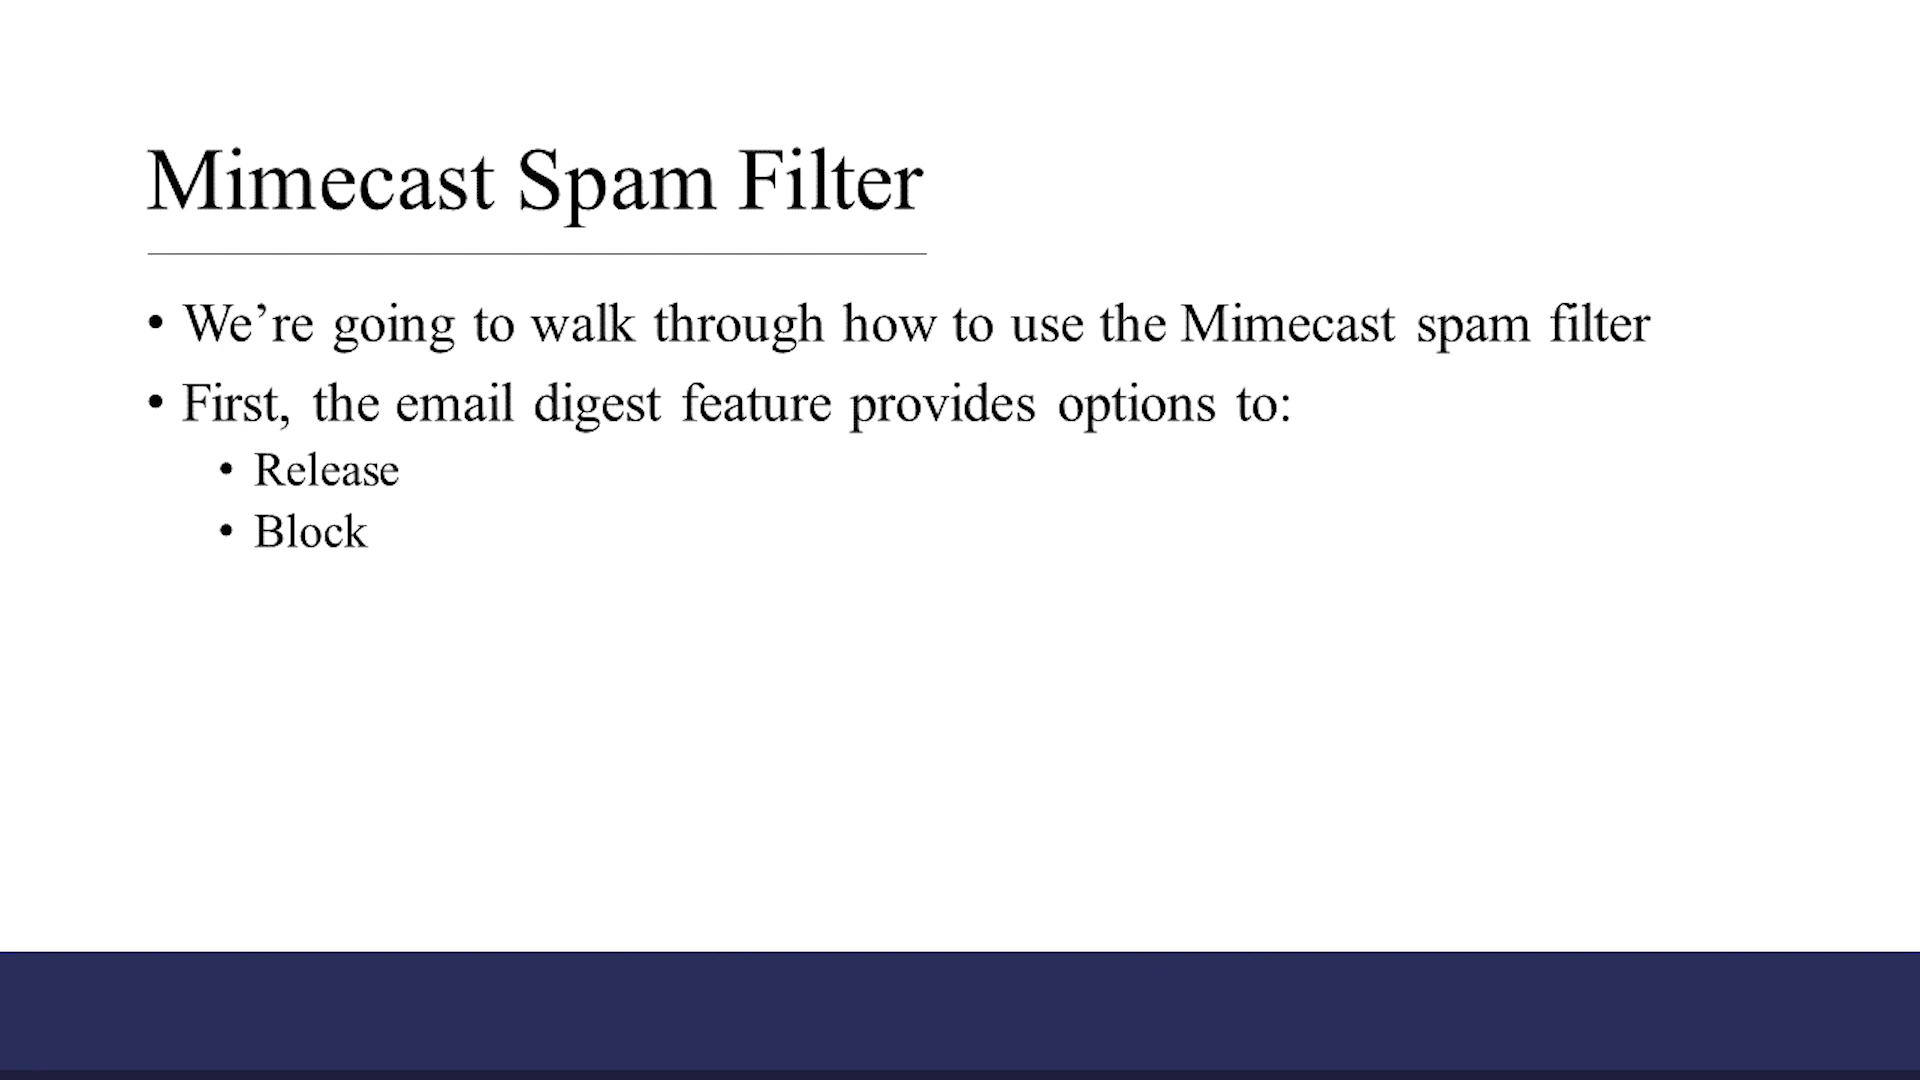 Mimecast Spam Filter
• We’re going to walk through how to use the Mimecast spam filter
• First, the email digest feature provides options to:
• Release
• Block